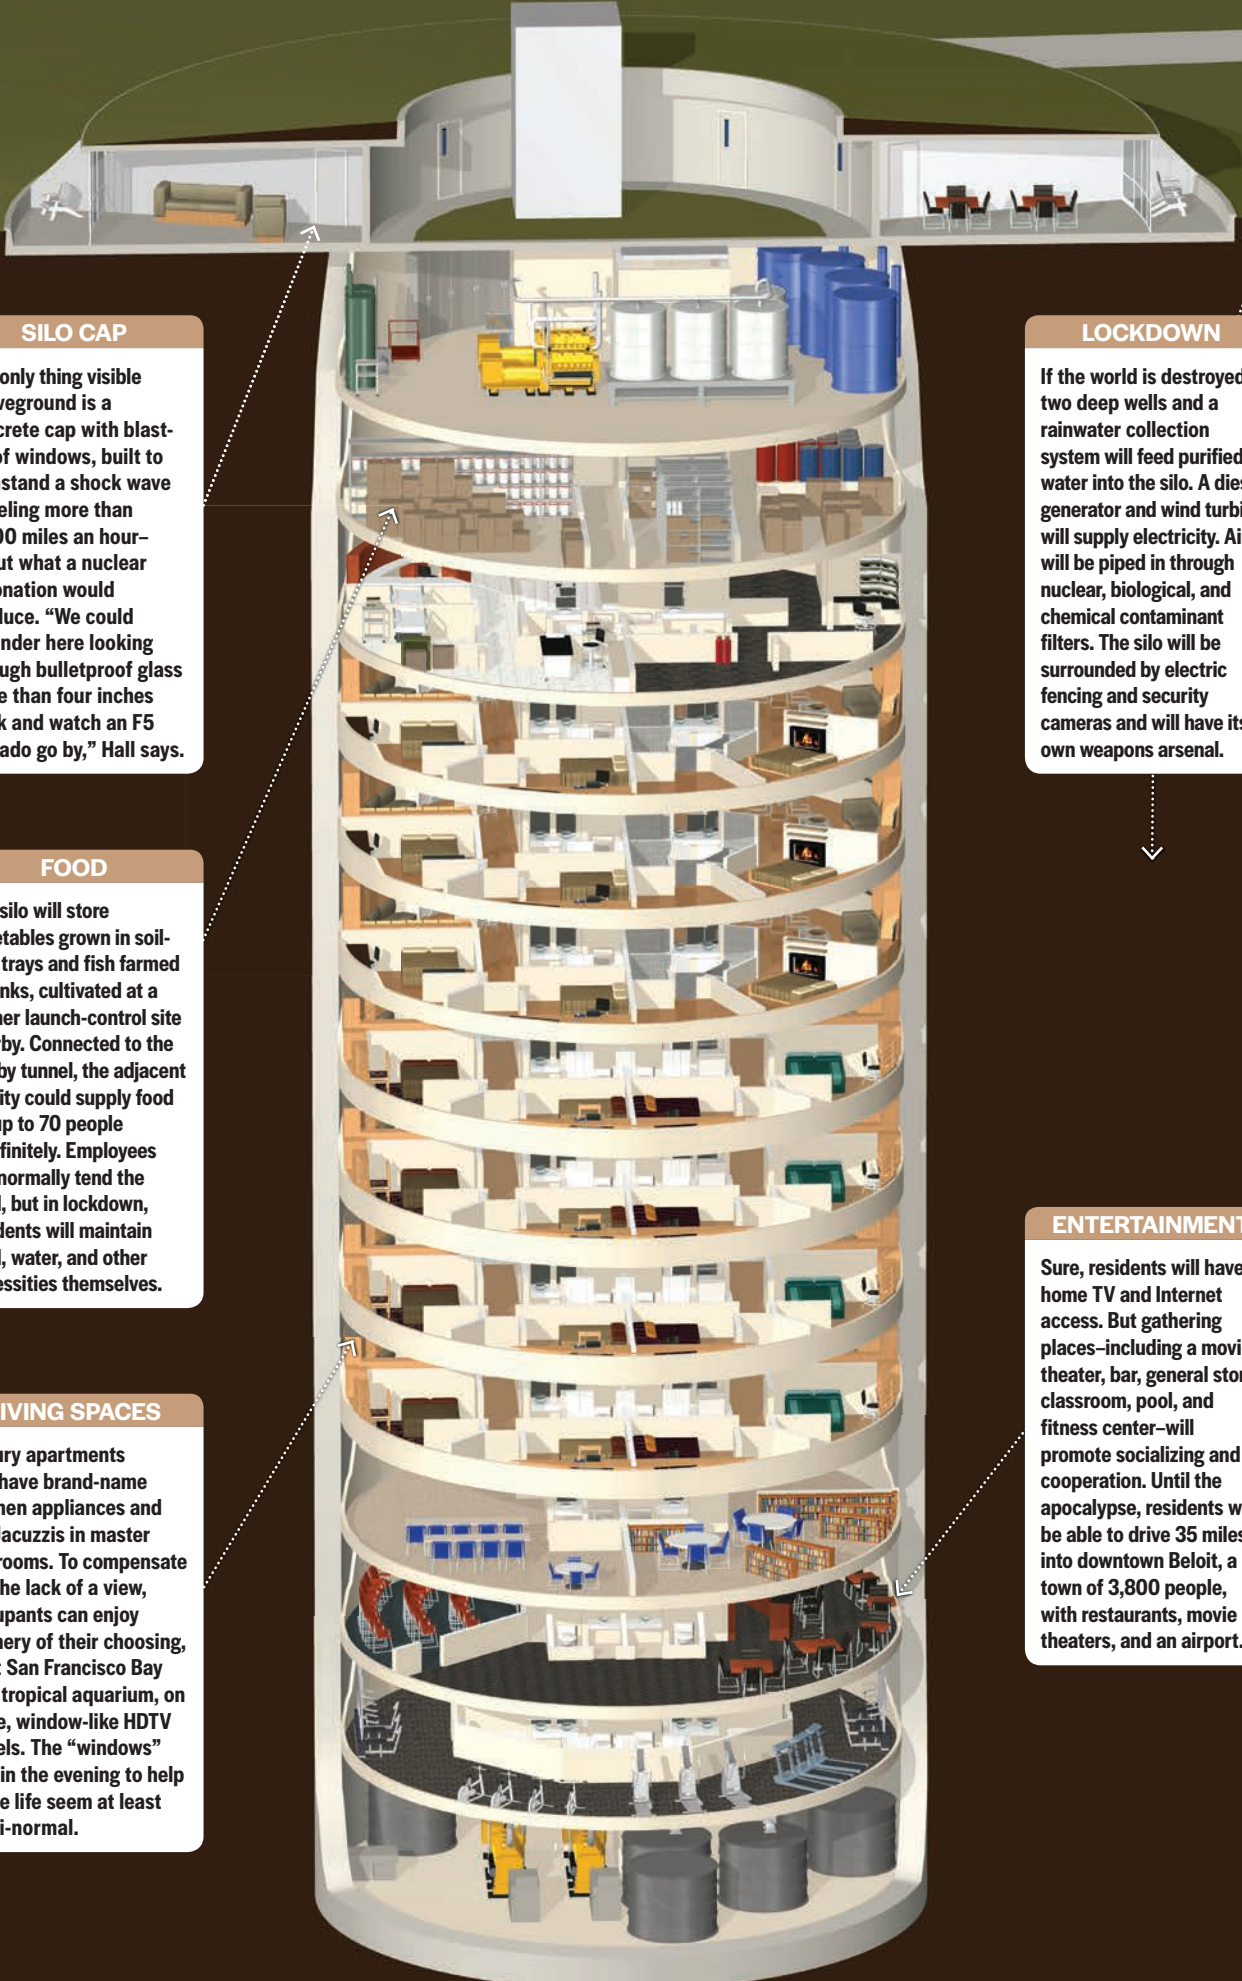 SILO CAP
only thing visible
veground is a
crete cap with blast-
of windows, built to
stand a shock wave
eling more than
00 miles an hour–
ut what a nuclear
onation would
duce. “We could
nder here looking
ugh bulletproof glass
e than four inches
k and watch an F5
ado go by,” Hall says.
FOOD
silo will store
etables grown in soil-
trays and fish farmed
nks, cultivated at a
ner launch-control site
rby. Connected to the
by tunnel, the adjacent
ity could supply food
up to 70 people
finitely. Employees
normally tend the
l, but in lockdown,
dents will maintain
l, water, and other
essities themselves.
IVING SPACES
ury apartments
have brand-name
hen appliances and
Jacuzzis in master
rooms. To compensate
he lack of a view,
upants can enjoy
nery of their choosing,
t San Francisco Bay
tropical aquarium, on
e, window-like HDTV
els. The “windows”
in the evening to help
e life seem at least
i-normal.
LOCKDOWN
If the world is destroyed
two deep wells and a
rainwater collection
system will feed purified
water into the silo. A dies
generator and wind turbi
will supply electricity. Ai
will be piped in through
nuclear, biological, and
chemical contaminant
filters. The silo will be
surrounded by electric
fencing and security
cameras and will have its
own weapons arsenal.
ENTERTAINMENT
Sure, residents will have
home TV and Internet
access. But gathering
places–including a movi
theater, bar, general stor
classroom, pool, and
fitness center–will
promote socializing and
cooperation. Until the
apocalypse, residents w
be able to drive 35 miles
into downtown Beloit, a
town of 3,800 people,
with restaurants, movie
theaters, and an airport.